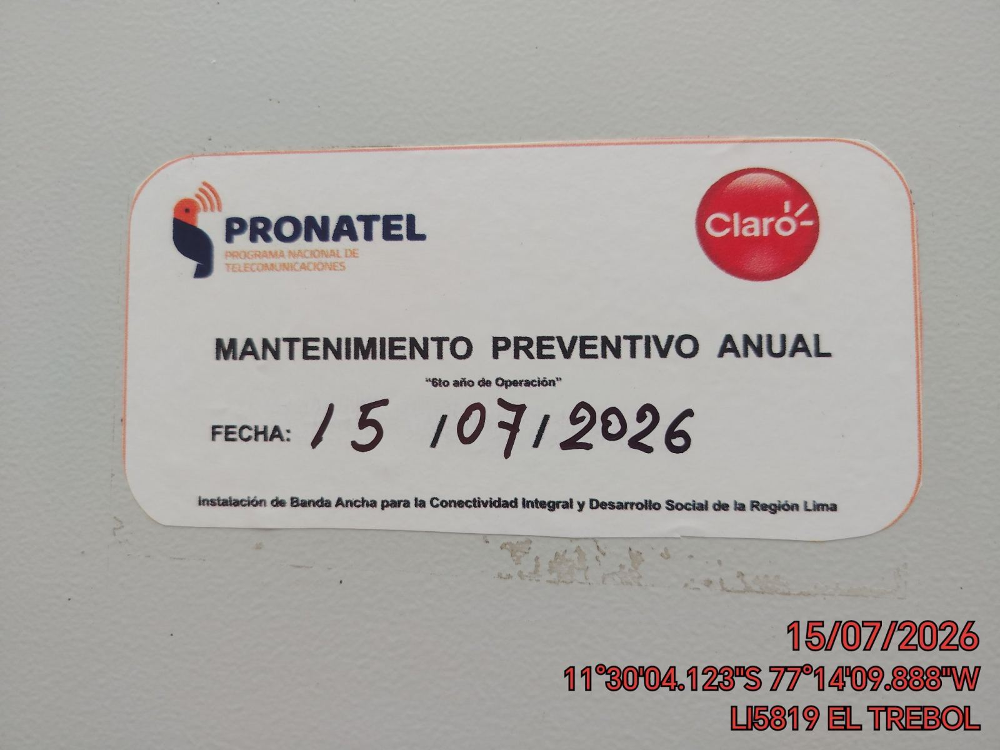 PRONATEL
PROGRAMA NACIONAL DE
TELECOMUNICACIONES
Claro
MANTENIMIENTO PREVENTIVO ANUAL
“6to año de Operación”
FECHA: 15 / 07 / 2026
Instalación de Banda Ancha para la Conectividad Integral y Desarrollo Social de la Región Lima
15/07/2026
11°30'04.123"S 77°14'09.888"W
LI5819 EL TREBOL